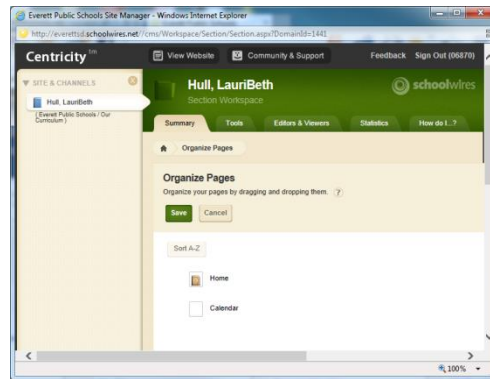 Everett Public Schools Site Manager - Windows Internet Explorer
http://everettsd.schoolwires.net//cms/Workspace/Section/Section.aspx?DomainId=1441
Centricity tm
View Website
Community & Support
Feedback
Sign Out (06870)
SITE & CHANNELS
Hull, LauriBeth
( Everett Public Schools / Our
Curriculum )
Hull, LauriBeth
Section Workspace
schoolwires
Summary
Tools
Editors & Viewers
Statistics
How do I...?
Organize Pages
Organize Pages
Organize your pages by dragging and dropping them. ?
Save
Cancel
Sort A-Z
Home
Calendar
100%